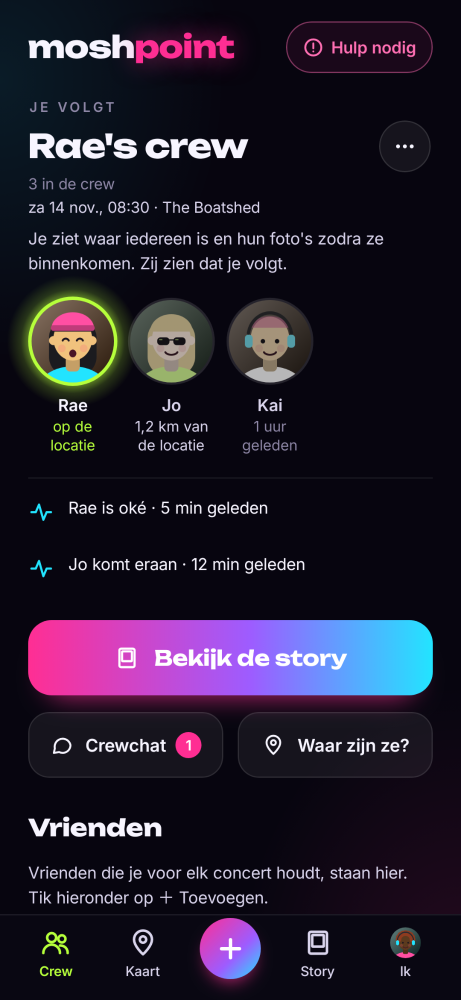 moshpoint
Hulp nodig
JE VOLGT
Rae's crew
3 in de crew
za 14 nov., 08:30 · The Boatshed
Je ziet waar iedereen is en hun foto's zodra ze
binnenkomen. Zij zien dat je volgt.
Rae
op de
locatie
Jo
1,2 km van
de locatie
Kai
1 uur
geleden
Rae is oké · 5 min geleden
Jo komt eraan · 12 min geleden
Bekijk de story
Crewchat 1
Waar zijn ze?
Vrienden
Vrienden die je voor elk concert houdt, staan hier.
Tik hieronder op + Toevoegen.
Crew
Kaart
Story
Ik